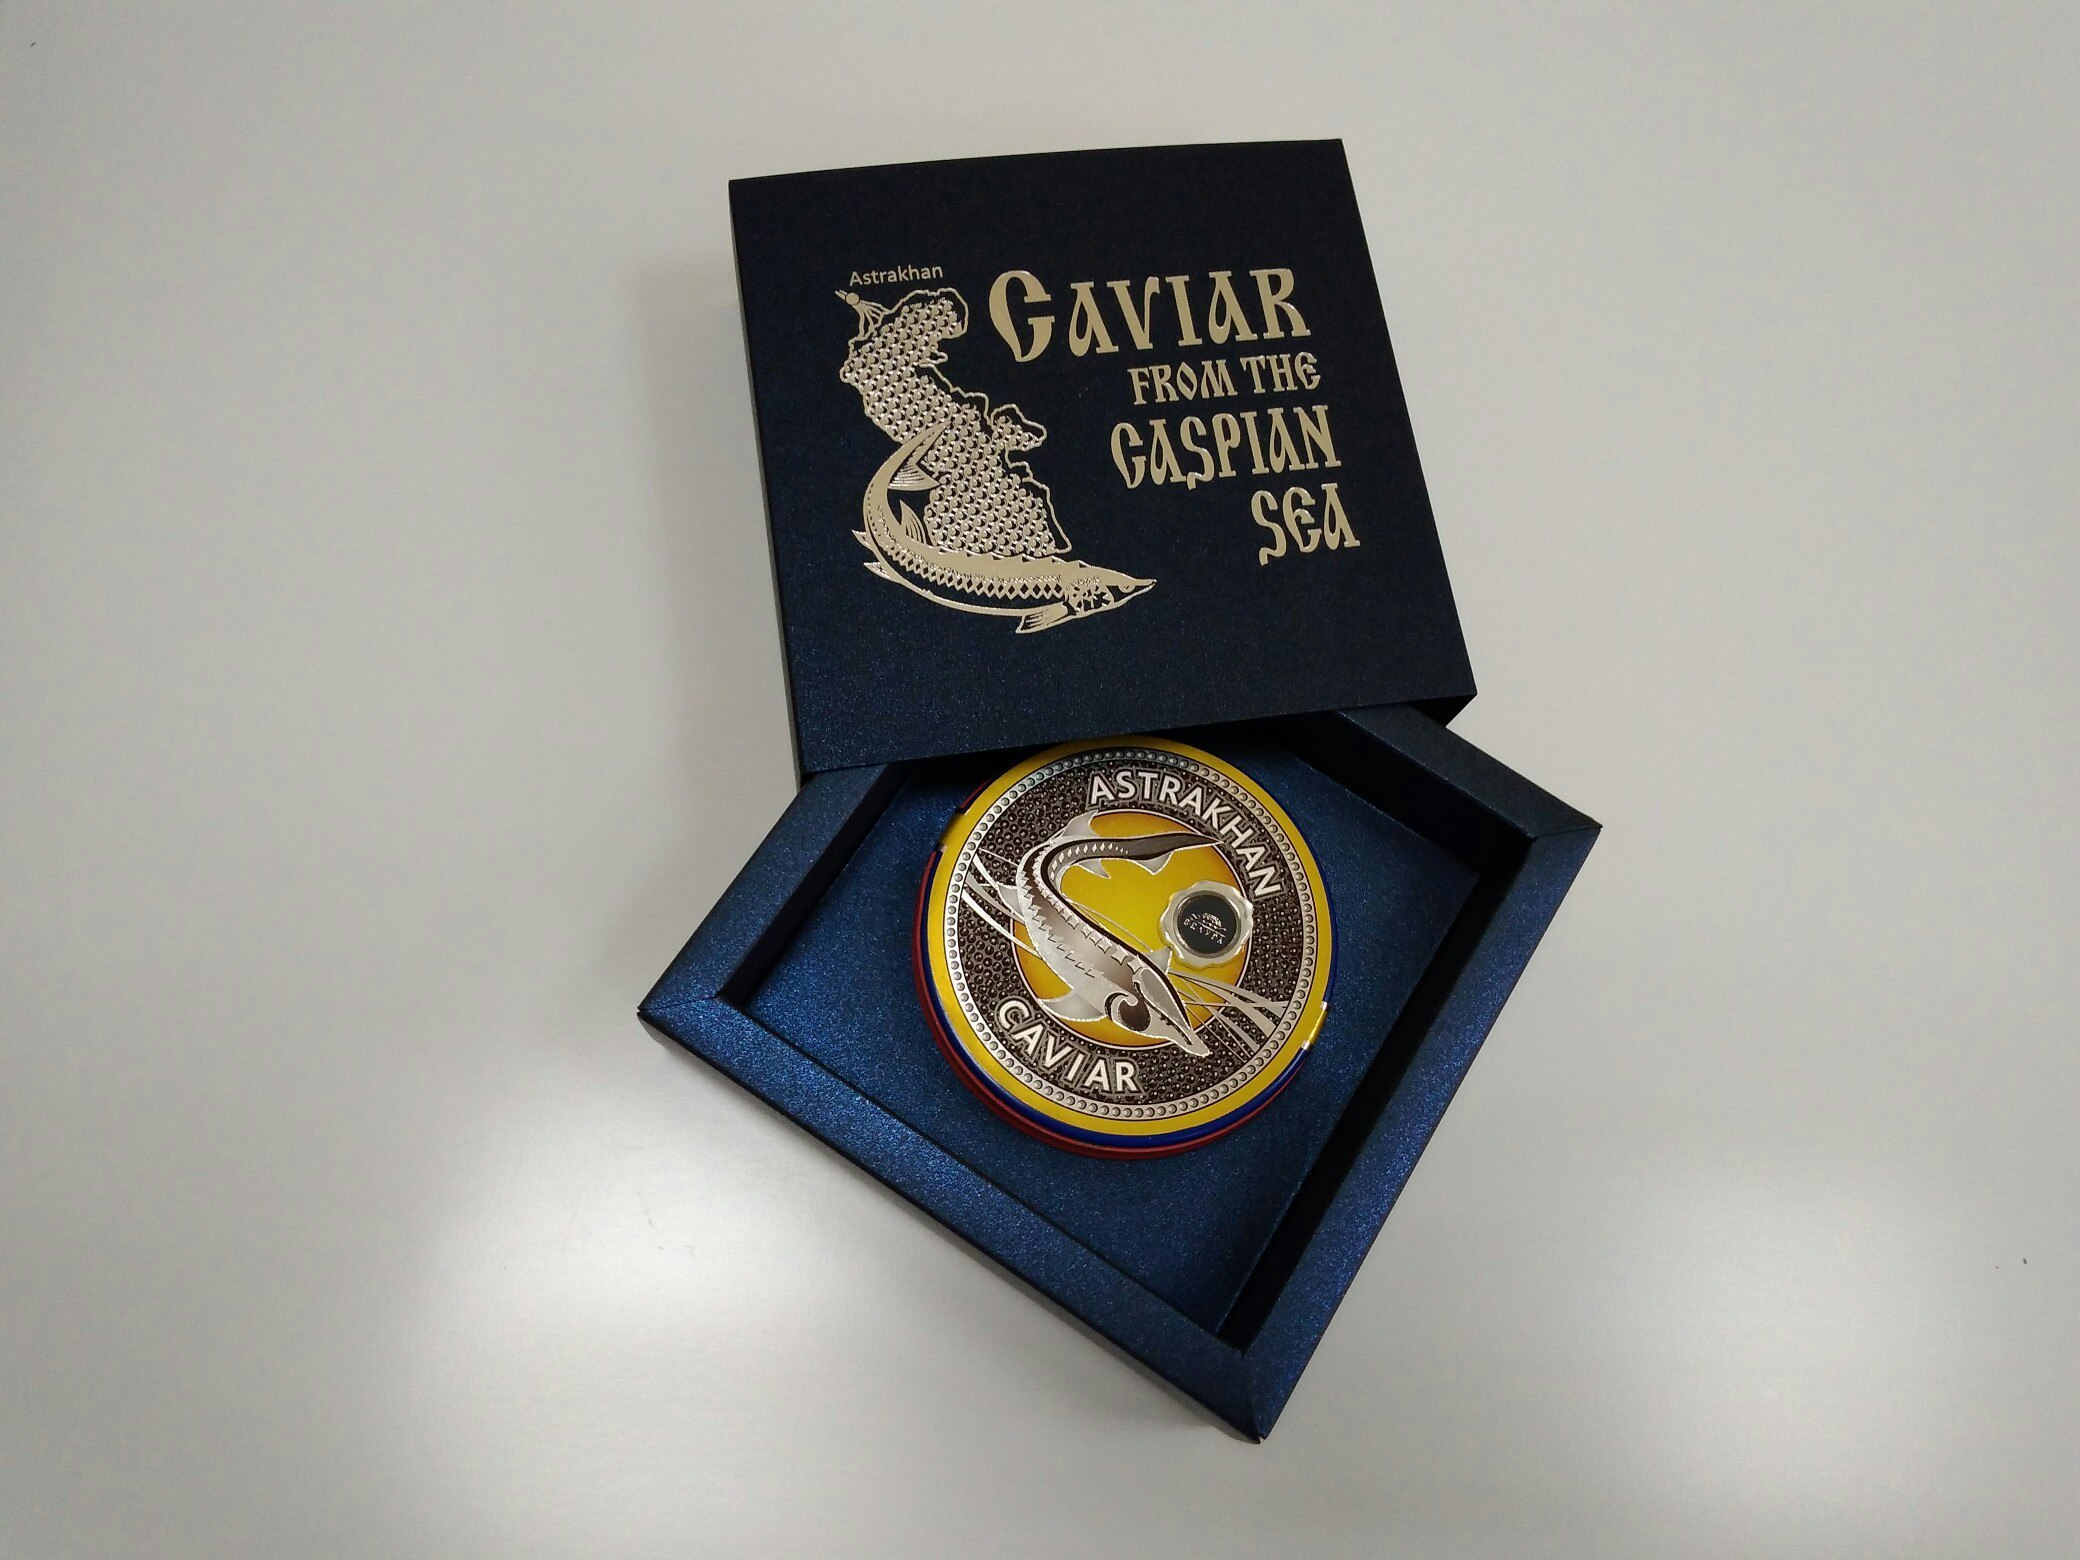 Astrakhan
CAVIAR
FROM THE
CASPIAN
SEA
ASTRAKHAN
CAVIAR